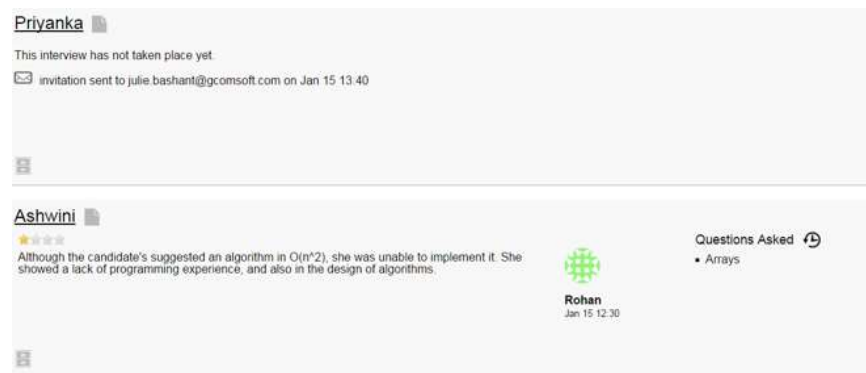 Priyanka
This interview has not taken place yet.
invitation sent to julie.bashant@gcomsoft.com on Jan 15 13:40
Ashwini
Although the candidate's suggested an algorithm in O(n^2), she was unable to implement it. She
showed a lack of programming experience, and also in the design of algorithms.
Rohan
Jan 15 12:30
Questions Asked
• Arrays